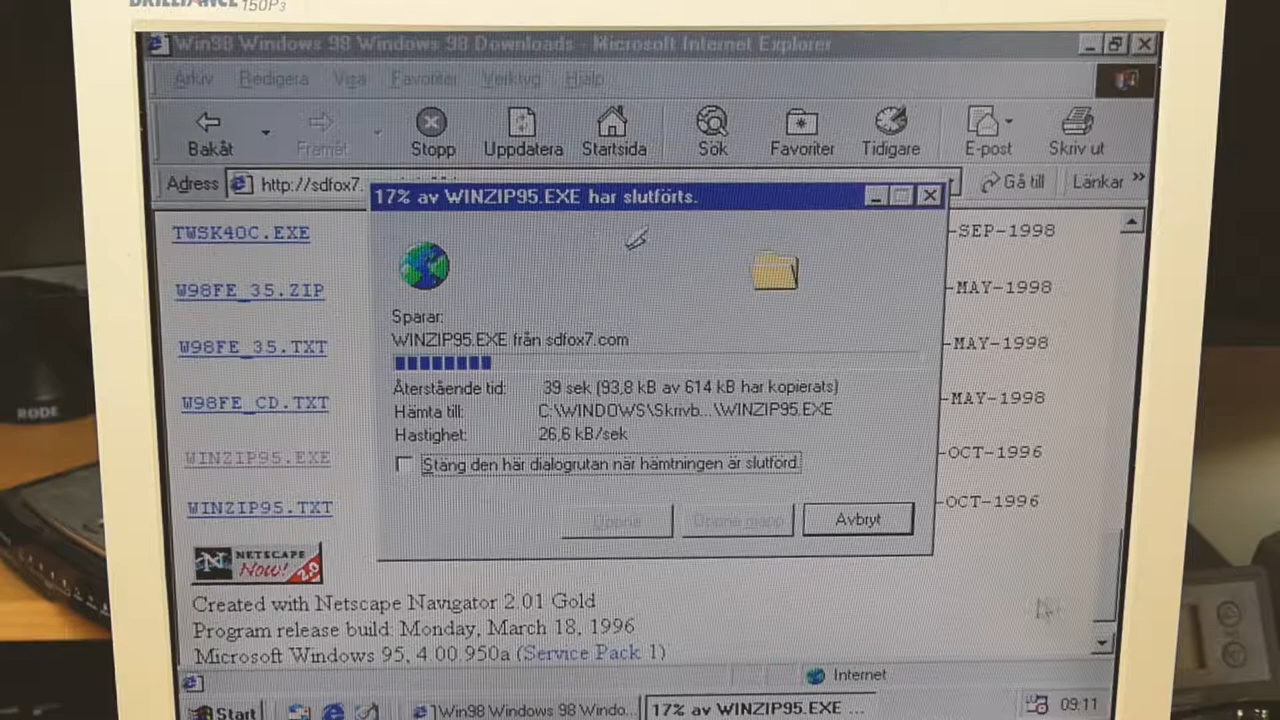 BRILLIANCE 150P3
Win98 Windows 98 Windows 98 Downloads - Microsoft Internet Explorer
Arkiv Redigera Visa Favoriter Verktyg Hjälp
Bakåt Framåt Stopp Uppdatera Startsida Sök Favoriter Tidigare E-post Skriv ut
Adress http://sdfox7. Gå till Länkar »
17% av WINZIP95.EXE har slutförts.
TWSK40C.EXE -SEP-1998
W98FE_35.ZIP -MAY-1998
W98FE_35.TXT -MAY-1998
W98FE_CD.TXT -MAY-1998
WINZIP95.EXE -OCT-1996
WINZIP95.TXT -OCT-1996
Sparar:
WINZIP95.EXE från sdfox7.com
Återstående tid: 39 sek (93,8 kB av 614 kB har kopierats)
Hämta till: C:\WINDOWS\Skrivb...\WINZIP95.EXE
Hastighet: 26,6 kB/sek
Stäng den här dialogrutan när hämtningen är slutförd.
Öppna Öppna mapp Avbryt
N NETSCAPE
Now! 2.0
Created with Netscape Navigator 2.01 Gold
Program release build: Monday, March 18, 1996
Microsoft Windows 95, 4.00.950a (Service Pack 1)
Internet
Start Win98 Windows 98 Windo... 17% av WINZIP95.EXE ... 09:11
RODE